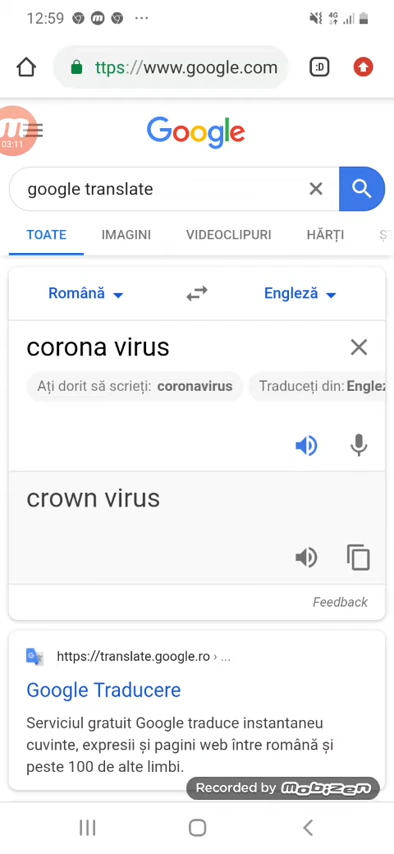 12:59
4G
ttps://www.google.com
:D
03:11
Google
google translate
TOATE IMAGINI VIDEOCLIPURI HĂRȚI
Română Engleză
corona virus
Ați dorit să scrieți: coronavirus Traduceți din: Englez
crown virus
Feedback
https://translate.google.ro › ...
Google Traducere
Serviciul gratuit Google traduce instantaneu
cuvinte, expresii și pagini web între română și
peste 100 de alte limbi.
Recorded by mobizen